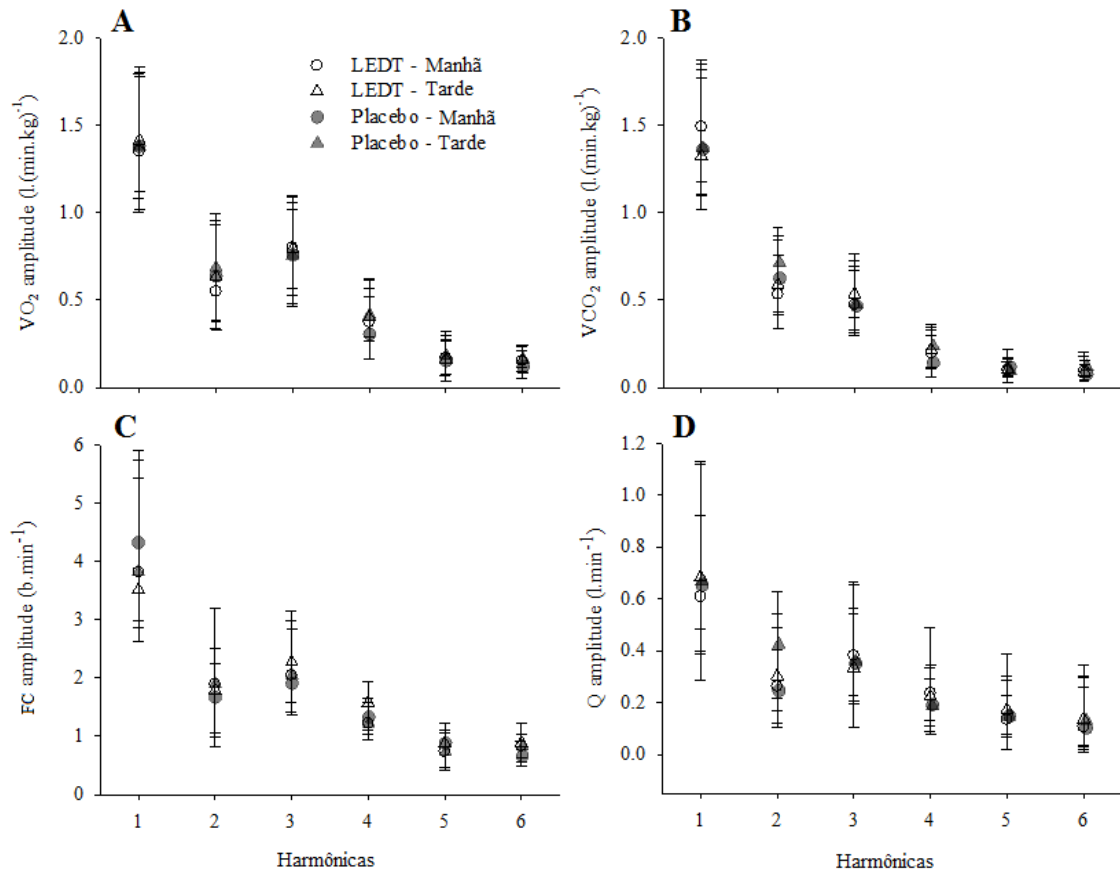 A
B
2.0
1.5
1.0
0.5
0.0
VO₂ amplitude (l.(min.kg)⁻¹)
LEDT - Manhã
LEDT - Tarde
Placebo - Manhã
Placebo - Tarde
2.0
1.5
1.0
0.5
0.0
VCO₂ amplitude (l.(min.kg)⁻¹)
C
D
6
5
4
3
2
1
0
FC amplitude (b.min⁻¹)
1 2 3 4 5 6
Harmônicas
1.2
1.0
0.8
0.6
0.4
0.2
0.0
Q amplitude (l.min⁻¹)
1 2 3 4 5 6
Harmônicas